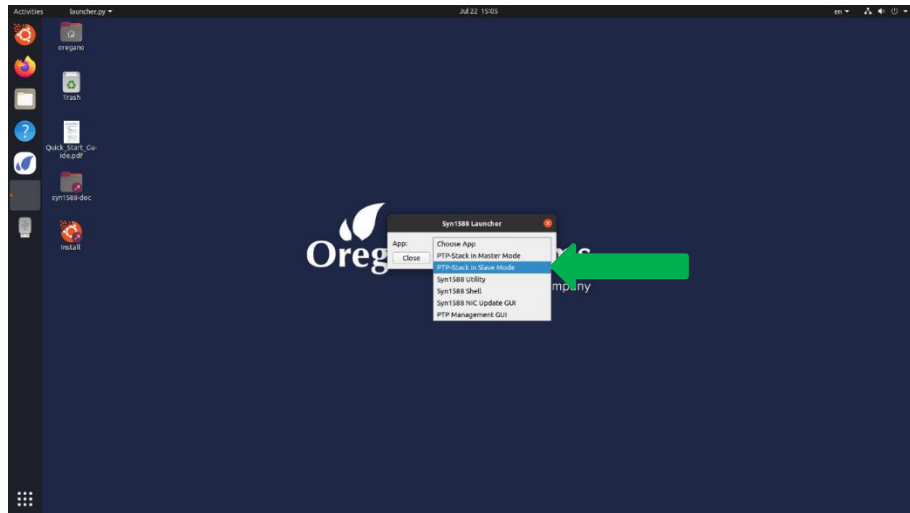 Activities launcher.py Jul 22 15:05 en
oregano
Trash
Quick_Start_Gu-
ide.pdf
syn1588-doc
Install
Syn1588 Launcher
App:
Close
Choose App
PTP-Stack in Master Mode
PTP-Stack in Slave Mode
Syn1588 Utility
Syn1588 Shell
Syn1588 NIC Update GUI
PTP Management GUI
Oreg
mpany